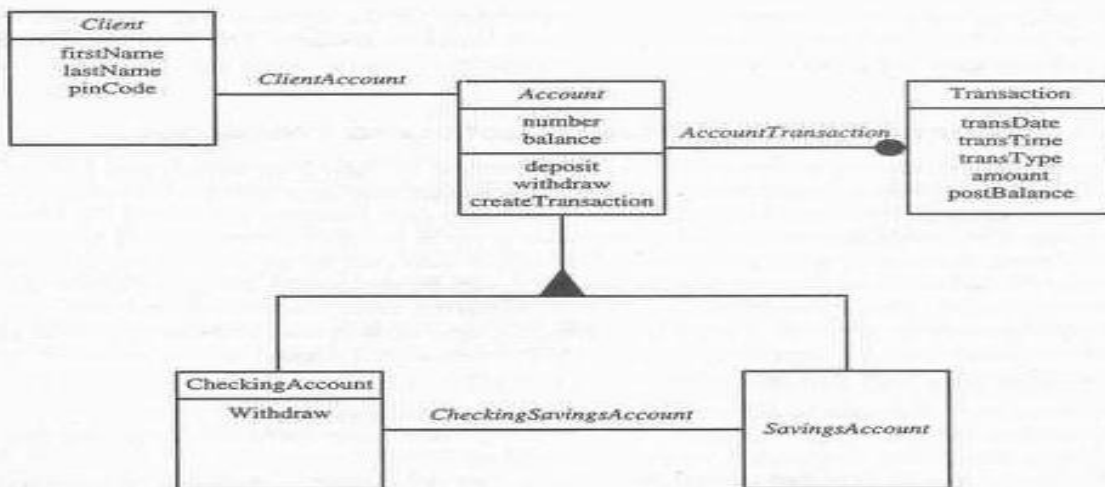 Client
firstName
lastName
pinCode
ClientAccount
Account
number
balance
deposit
withdraw
createTransaction
AccountTransaction
Transaction
transDate
transTime
transType
amount
postBalance
CheckingAccount
Withdraw
CheckingSavingsAccount
SavingsAccount